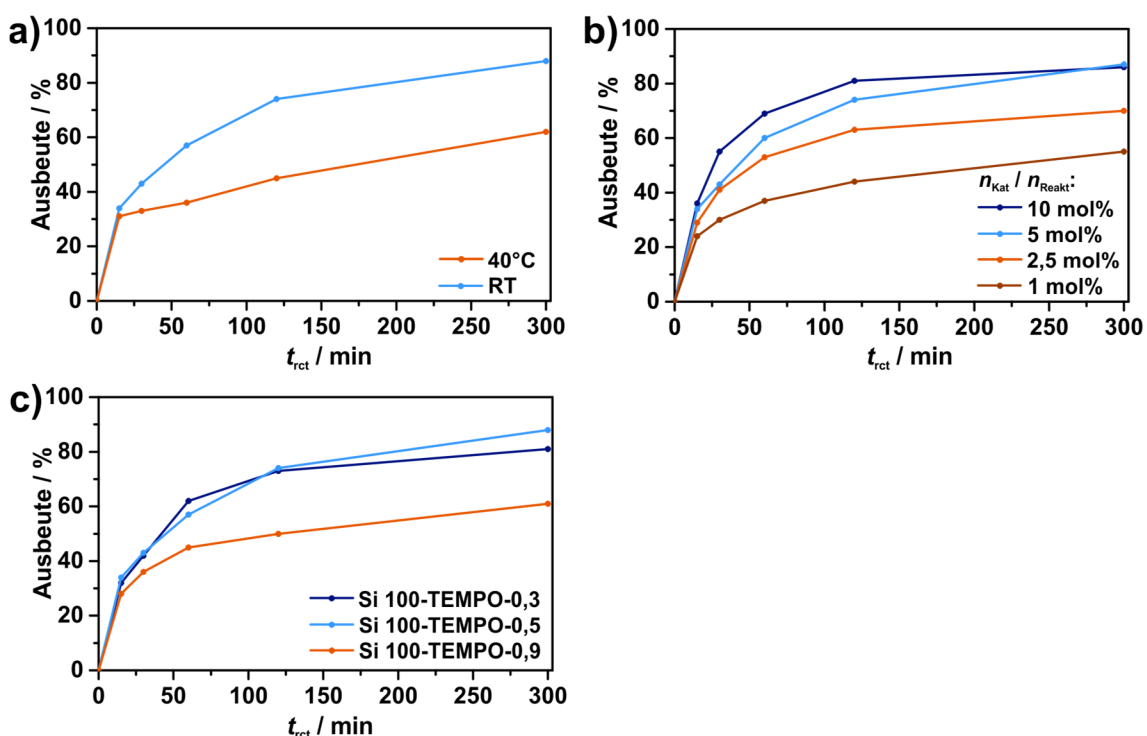 a)
Ausbeute / %
100
80
60
40
20
0
40°C
RT
0 50 100 150 200 250 300
t_rct / min
b)
Ausbeute / %
100
80
60
40
20
0
n_Kat / n_Reakt:
10 mol%
5 mol%
2,5 mol%
1 mol%
0 50 100 150 200 250 300
t_rct / min
c)
Ausbeute / %
100
80
60
40
20
0
Si 100-TEMPO-0,3
Si 100-TEMPO-0,5
Si 100-TEMPO-0,9
0 50 100 150 200 250 300
t_rct / min